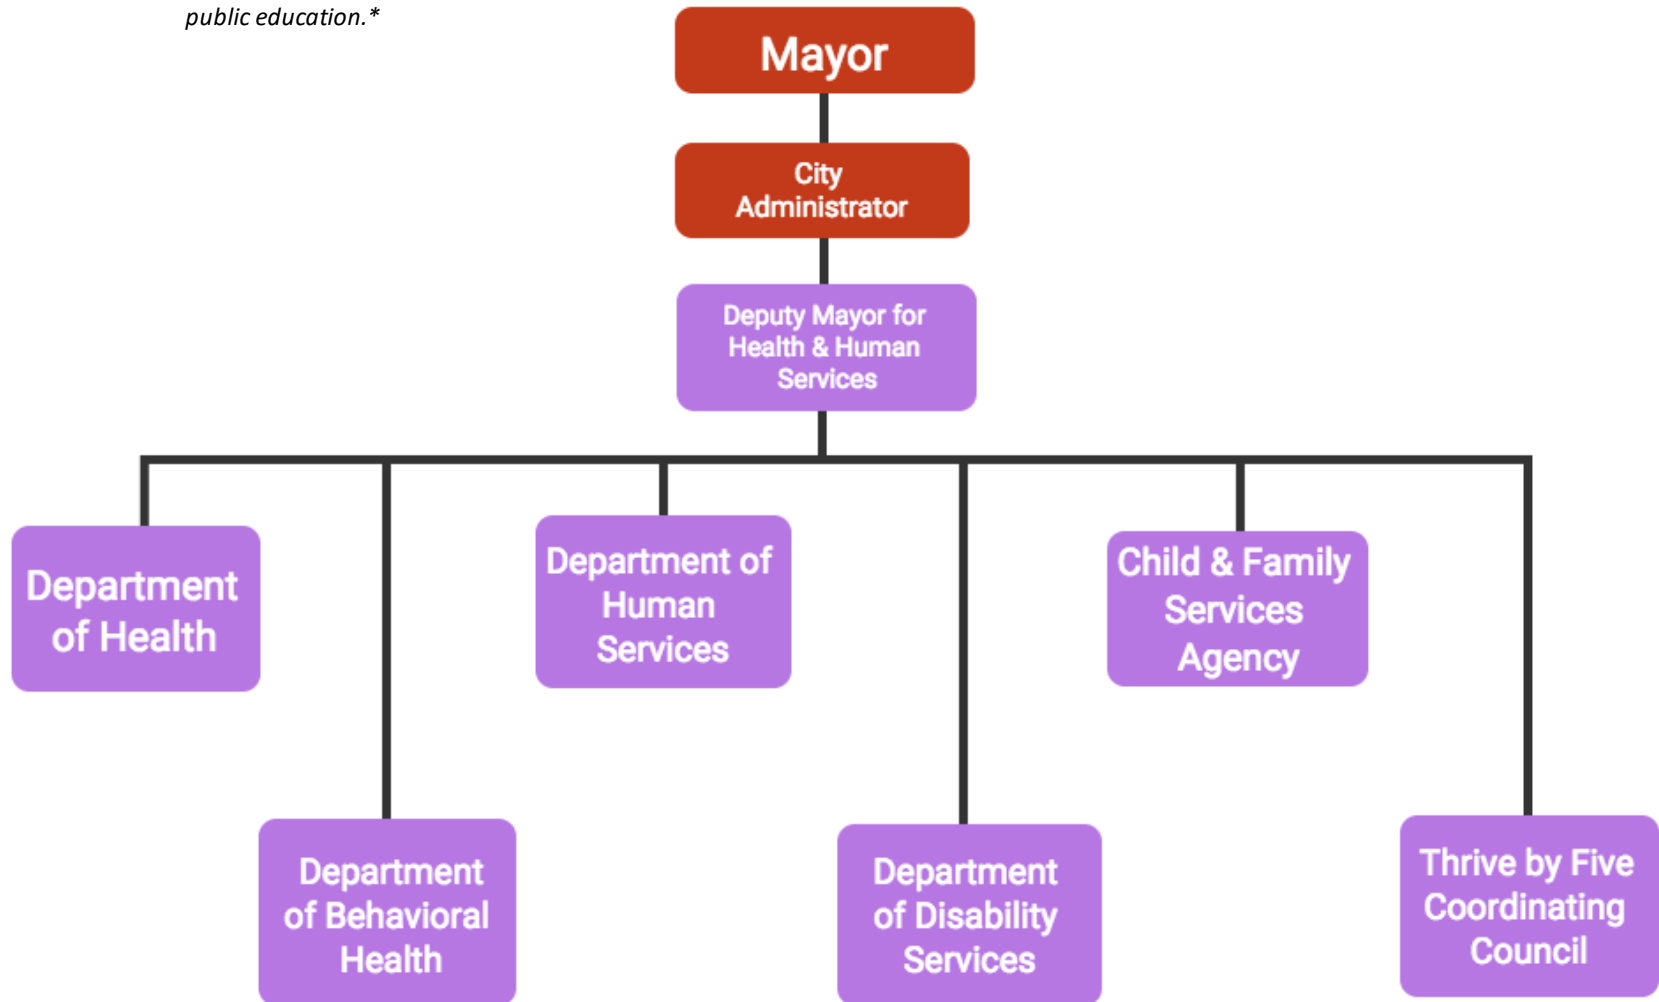 public education.*
Mayor
City
Administrator
Deputy Mayor for
Health & Human
Services
Department
of Health
Department of
Human
Services
Child & Family
Services
Agency
Department
of Behavioral
Health
Department
of Disability
Services
Thrive by Five
Coordinating
Council